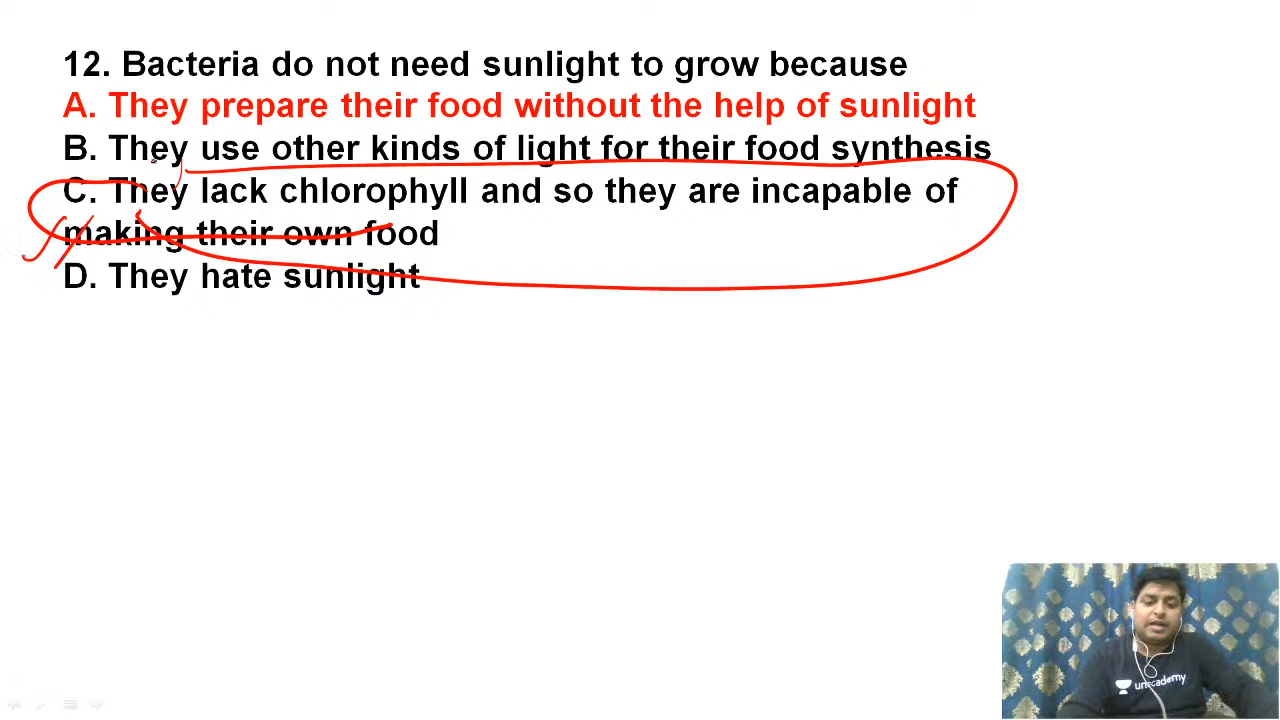 12. Bacteria do not need sunlight to grow because
A. They prepare their food without the help of sunlight
B. They use other kinds of light for their food synthesis
C. They lack chlorophyll and so they are incapable of
making their own food
D. They hate sunlight
unacademy